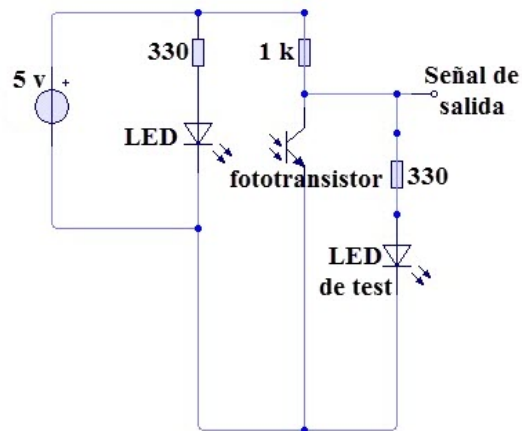 330
1 k
5 v
+
LED
Señal de
salida
fototransistor
330
LED
de test